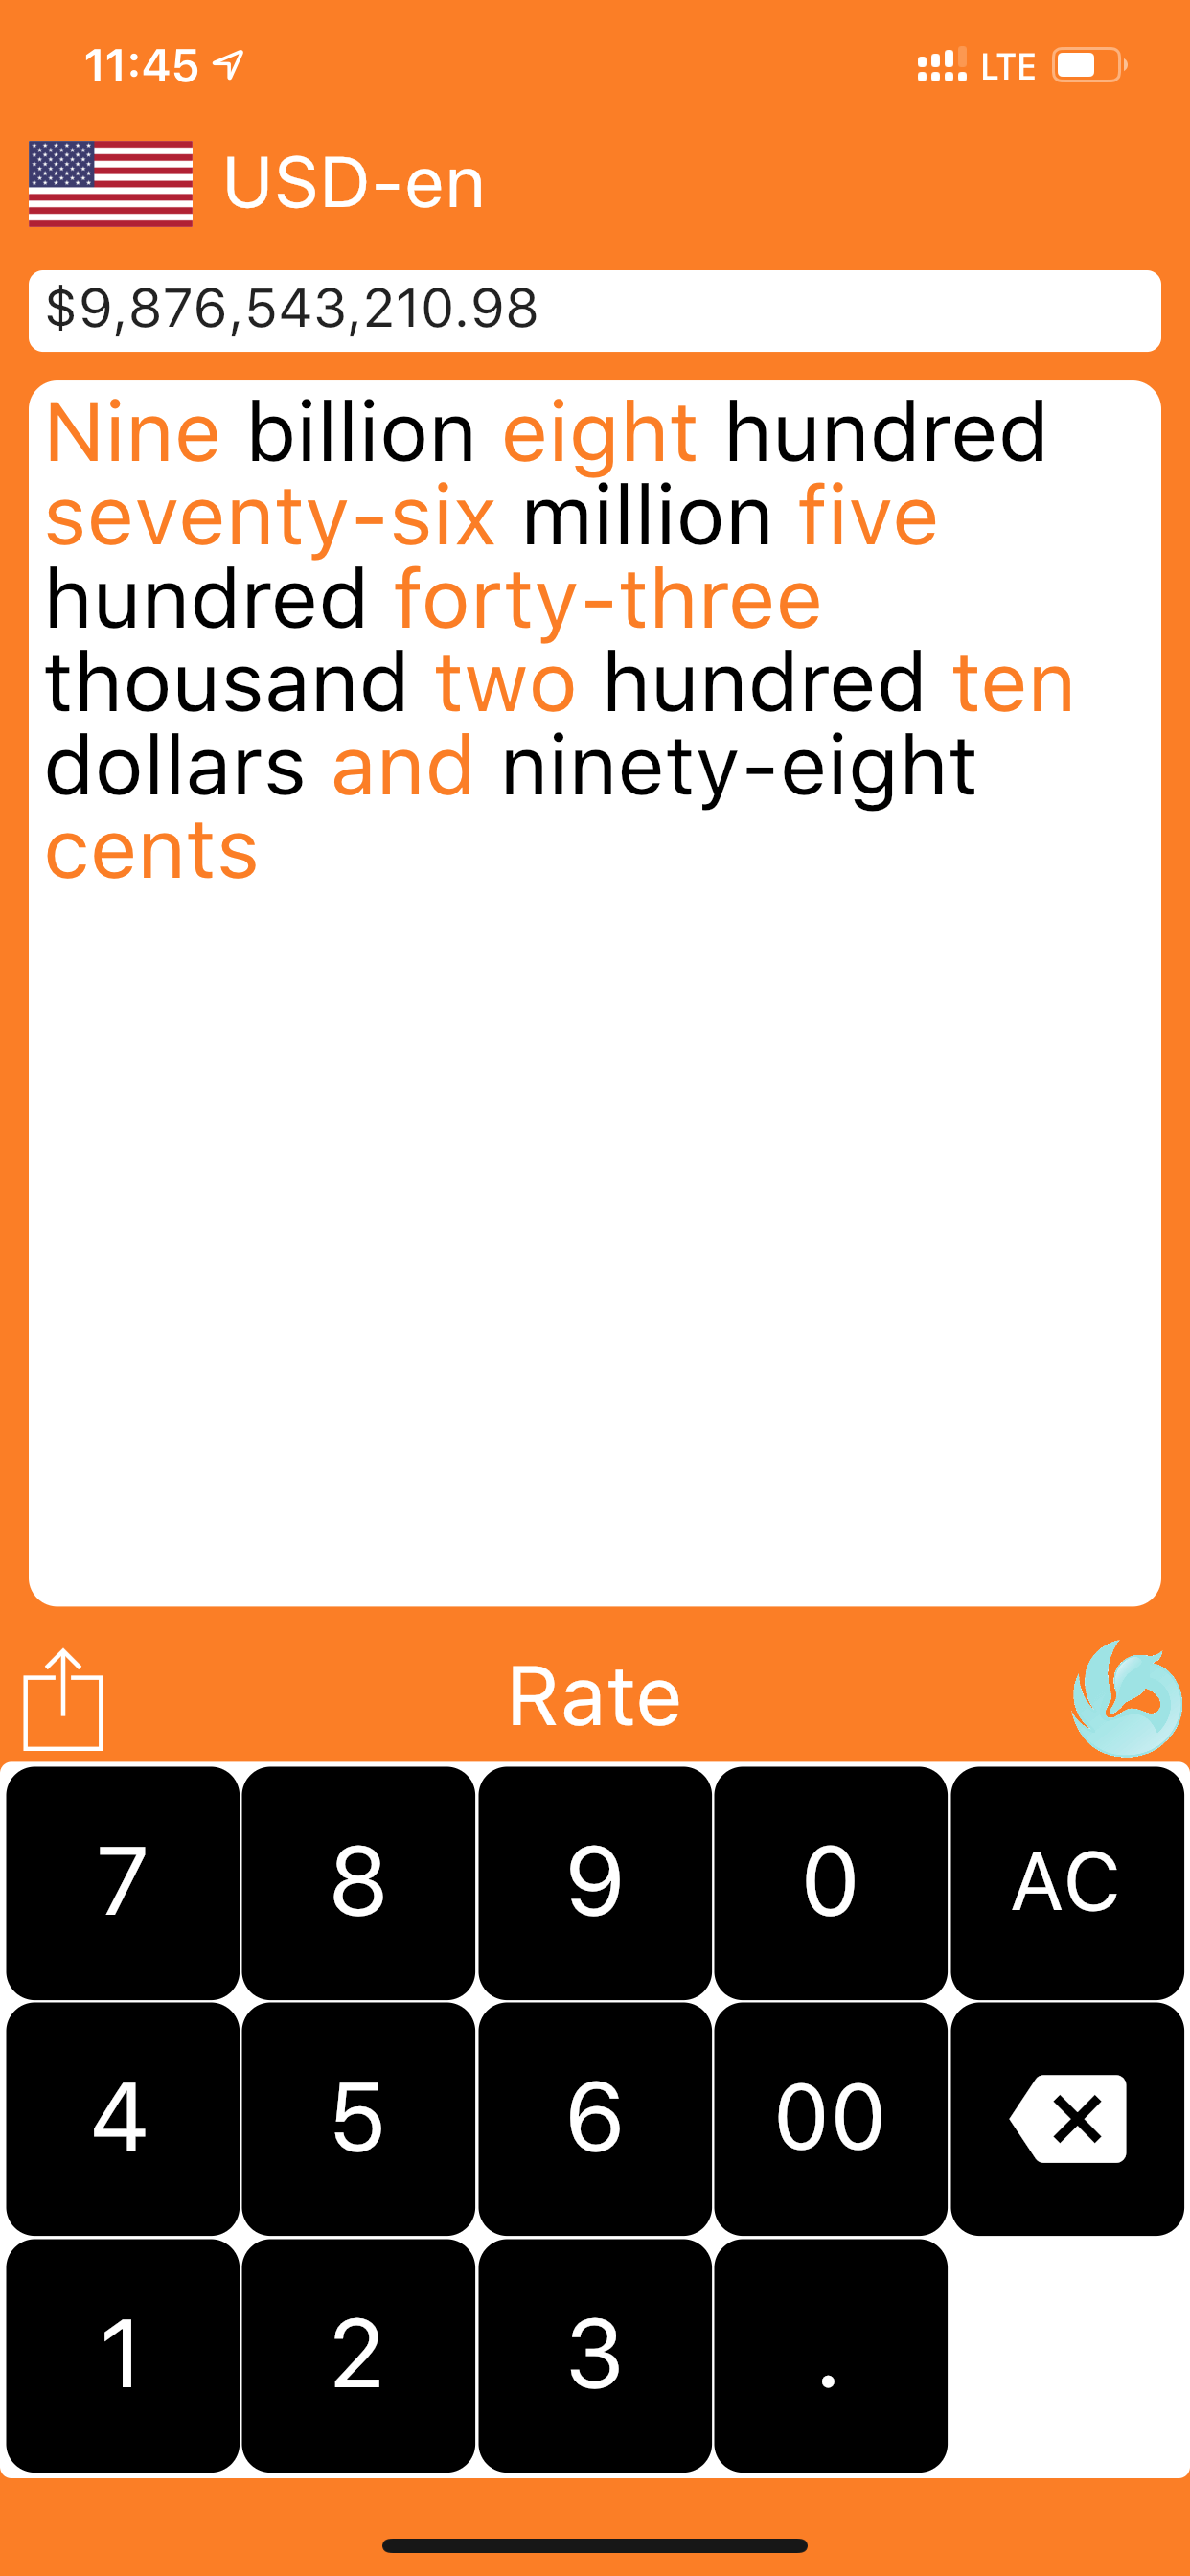 11:45 LTE
USD-en
$9,876,543,210.98
Nine billion eight hundred
seventy-six million five
hundred forty-three
thousand two hundred ten
dollars and ninety-eight
cents
Rate
7 8 9 0 AC
4 5 6 00
1 2 3 .